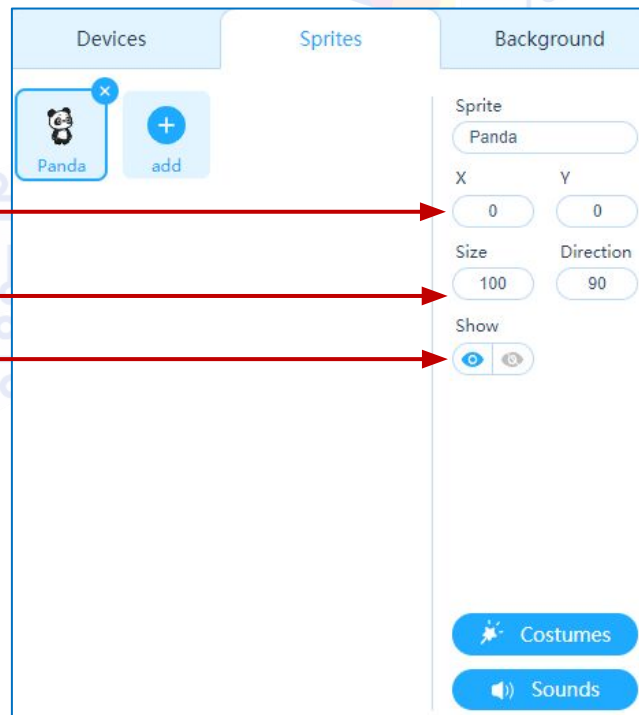 Devices Sprites Background
Panda
add
Sprite
Panda
X Y
0 0
Size Direction
100 90
Show
Costumes
Sounds